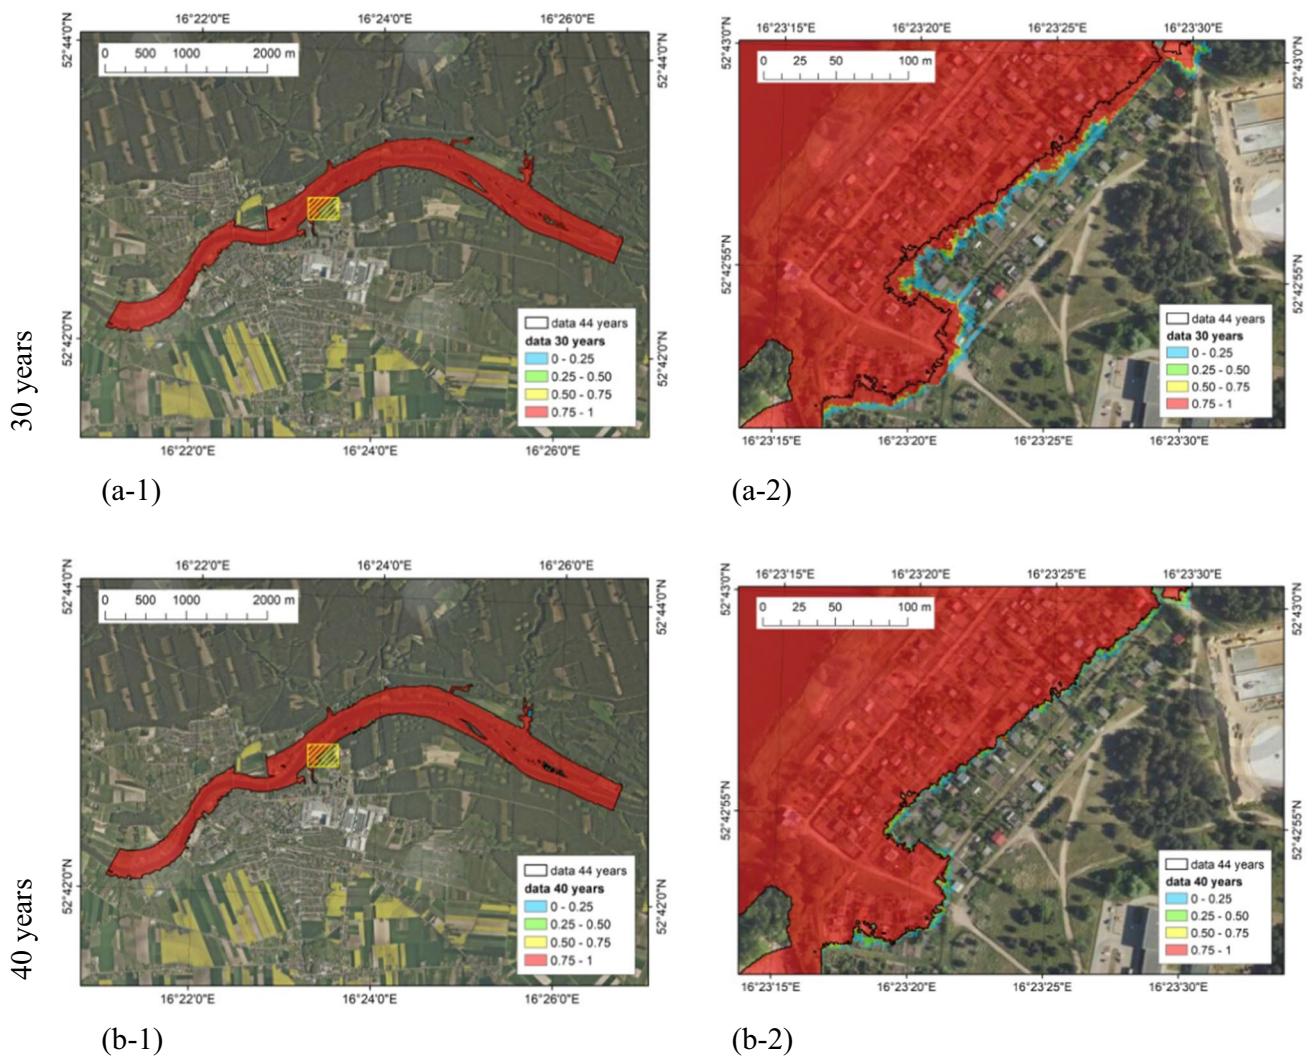 16°22'0"E 16°24'0"E 16°26'0"E
52°44'0"N
0 500 1000 2000 m
52°44'0"N
30 years
52°42'0"N
data 44 years
data 30 years
0 - 0.25
0.25 - 0.50
0.50 - 0.75
0.75 - 1
52°42'0"N
16°22'0"E 16°24'0"E 16°26'0"E
(a-1)
16°23'15"E 16°23'20"E 16°23'25"E 16°23'30"E
52°43'0"N
0 25 50 100 m
52°43'0"N
52°42'55"N
52°42'55"N
data 44 years
data 30 years
0 - 0.25
0.25 - 0.50
0.50 - 0.75
0.75 - 1
16°23'15"E 16°23'20"E 16°23'25"E 16°23'30"E
(a-2)
16°22'0"E 16°24'0"E 16°26'0"E
52°44'0"N
0 500 1000 2000 m
52°44'0"N
40 years
52°42'0"N
data 44 years
data 40 years
0 - 0.25
0.25 - 0.50
0.50 - 0.75
0.75 - 1
52°42'0"N
16°22'0"E 16°24'0"E 16°26'0"E
(b-1)
16°23'15"E 16°23'20"E 16°23'25"E 16°23'30"E
52°43'0"N
0 25 50 100 m
52°43'0"N
52°42'55"N
52°42'55"N
data 44 years
data 40 years
0 - 0.25
0.25 - 0.50
0.50 - 0.75
0.75 - 1
16°23'15"E 16°23'20"E 16°23'25"E 16°23'30"E
(b-2)